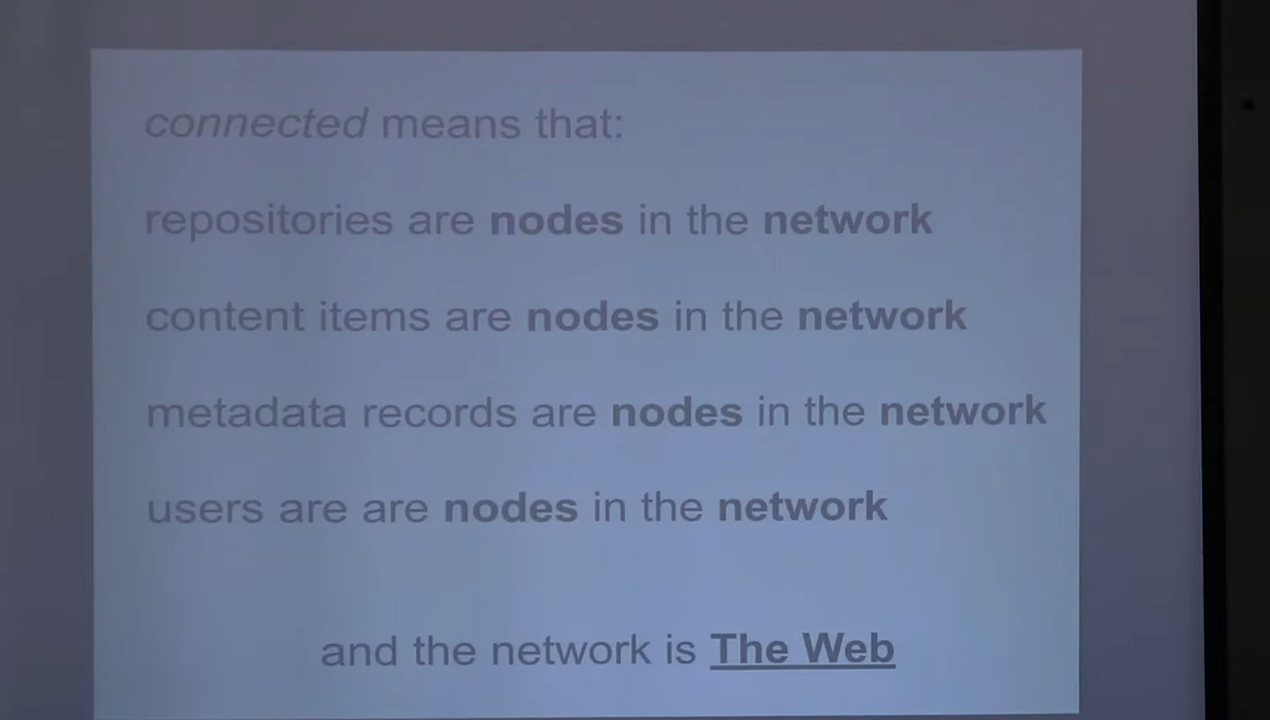 connected means that:
repositories are nodes in the network
content items are nodes in the network
metadata records are nodes in the network
users are are nodes in the network
and the network is The Web